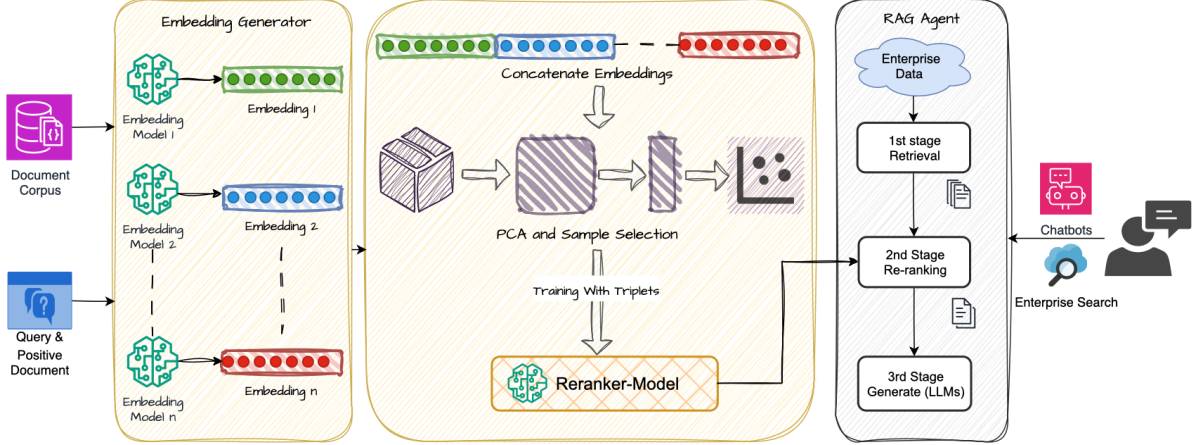 Embedding Generator
Document
Corpus
Query &
Positive
Document
Embedding
Model 1
Embedding 1
Embedding
Model 2
Embedding 2
Embedding
Model n
Embedding n
Concatenate Embeddings
PCA and Sample Selection
Training With Triplets
Reranker-Model
RAG Agent
Enterprise
Data
1st stage
Retrieval
2nd Stage
Re-ranking
3rd Stage
Generate (LLMs)
Chatbots
Enterprise Search